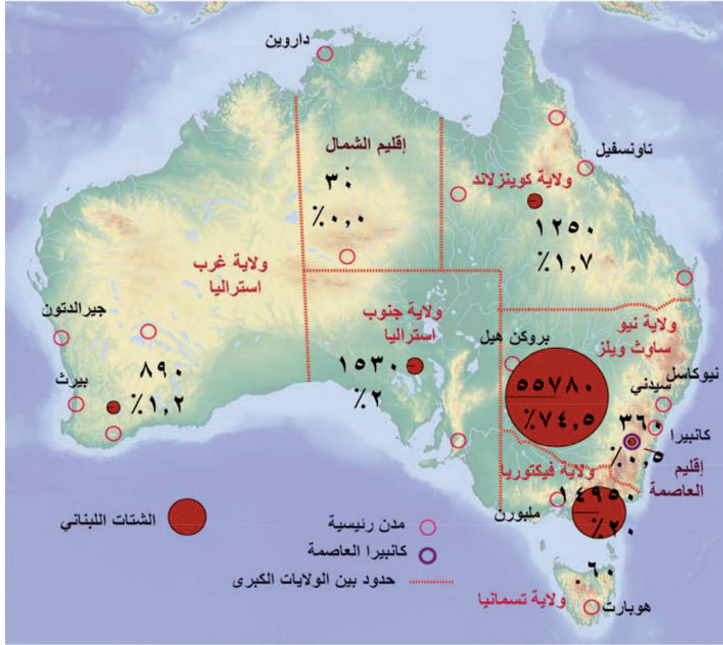 داروين
إقليم الشمال
٣٠
٪٠,٠
تاونسفيل
ولاية كوينزلاند
١٢٥٠
٪١,٧
ولاية غرب
استراليا
ولاية جنوب
استراليا
١٥٣٠
٪٢
جيرالدتون
بيرث
٨٩٠
٪١,٢
ولاية نيو
ساوث ويلز
بروكن هيل
٥٥٧٨٠
٪٧٤,٥
نيوكاسل
سيدني
٣٦٠
٪٠,٥
كانبيرا
إقليم
العاصمة
ولاية فيكتوريا
١٤٩٥٠
٪٢٠
ملبورن
٠٦٠
ولاية تسمانيا
هوبارت
الشتات اللبناني
مدن رئيسية
كانبيرا العاصمة
حدود بين الولايات الكبرى